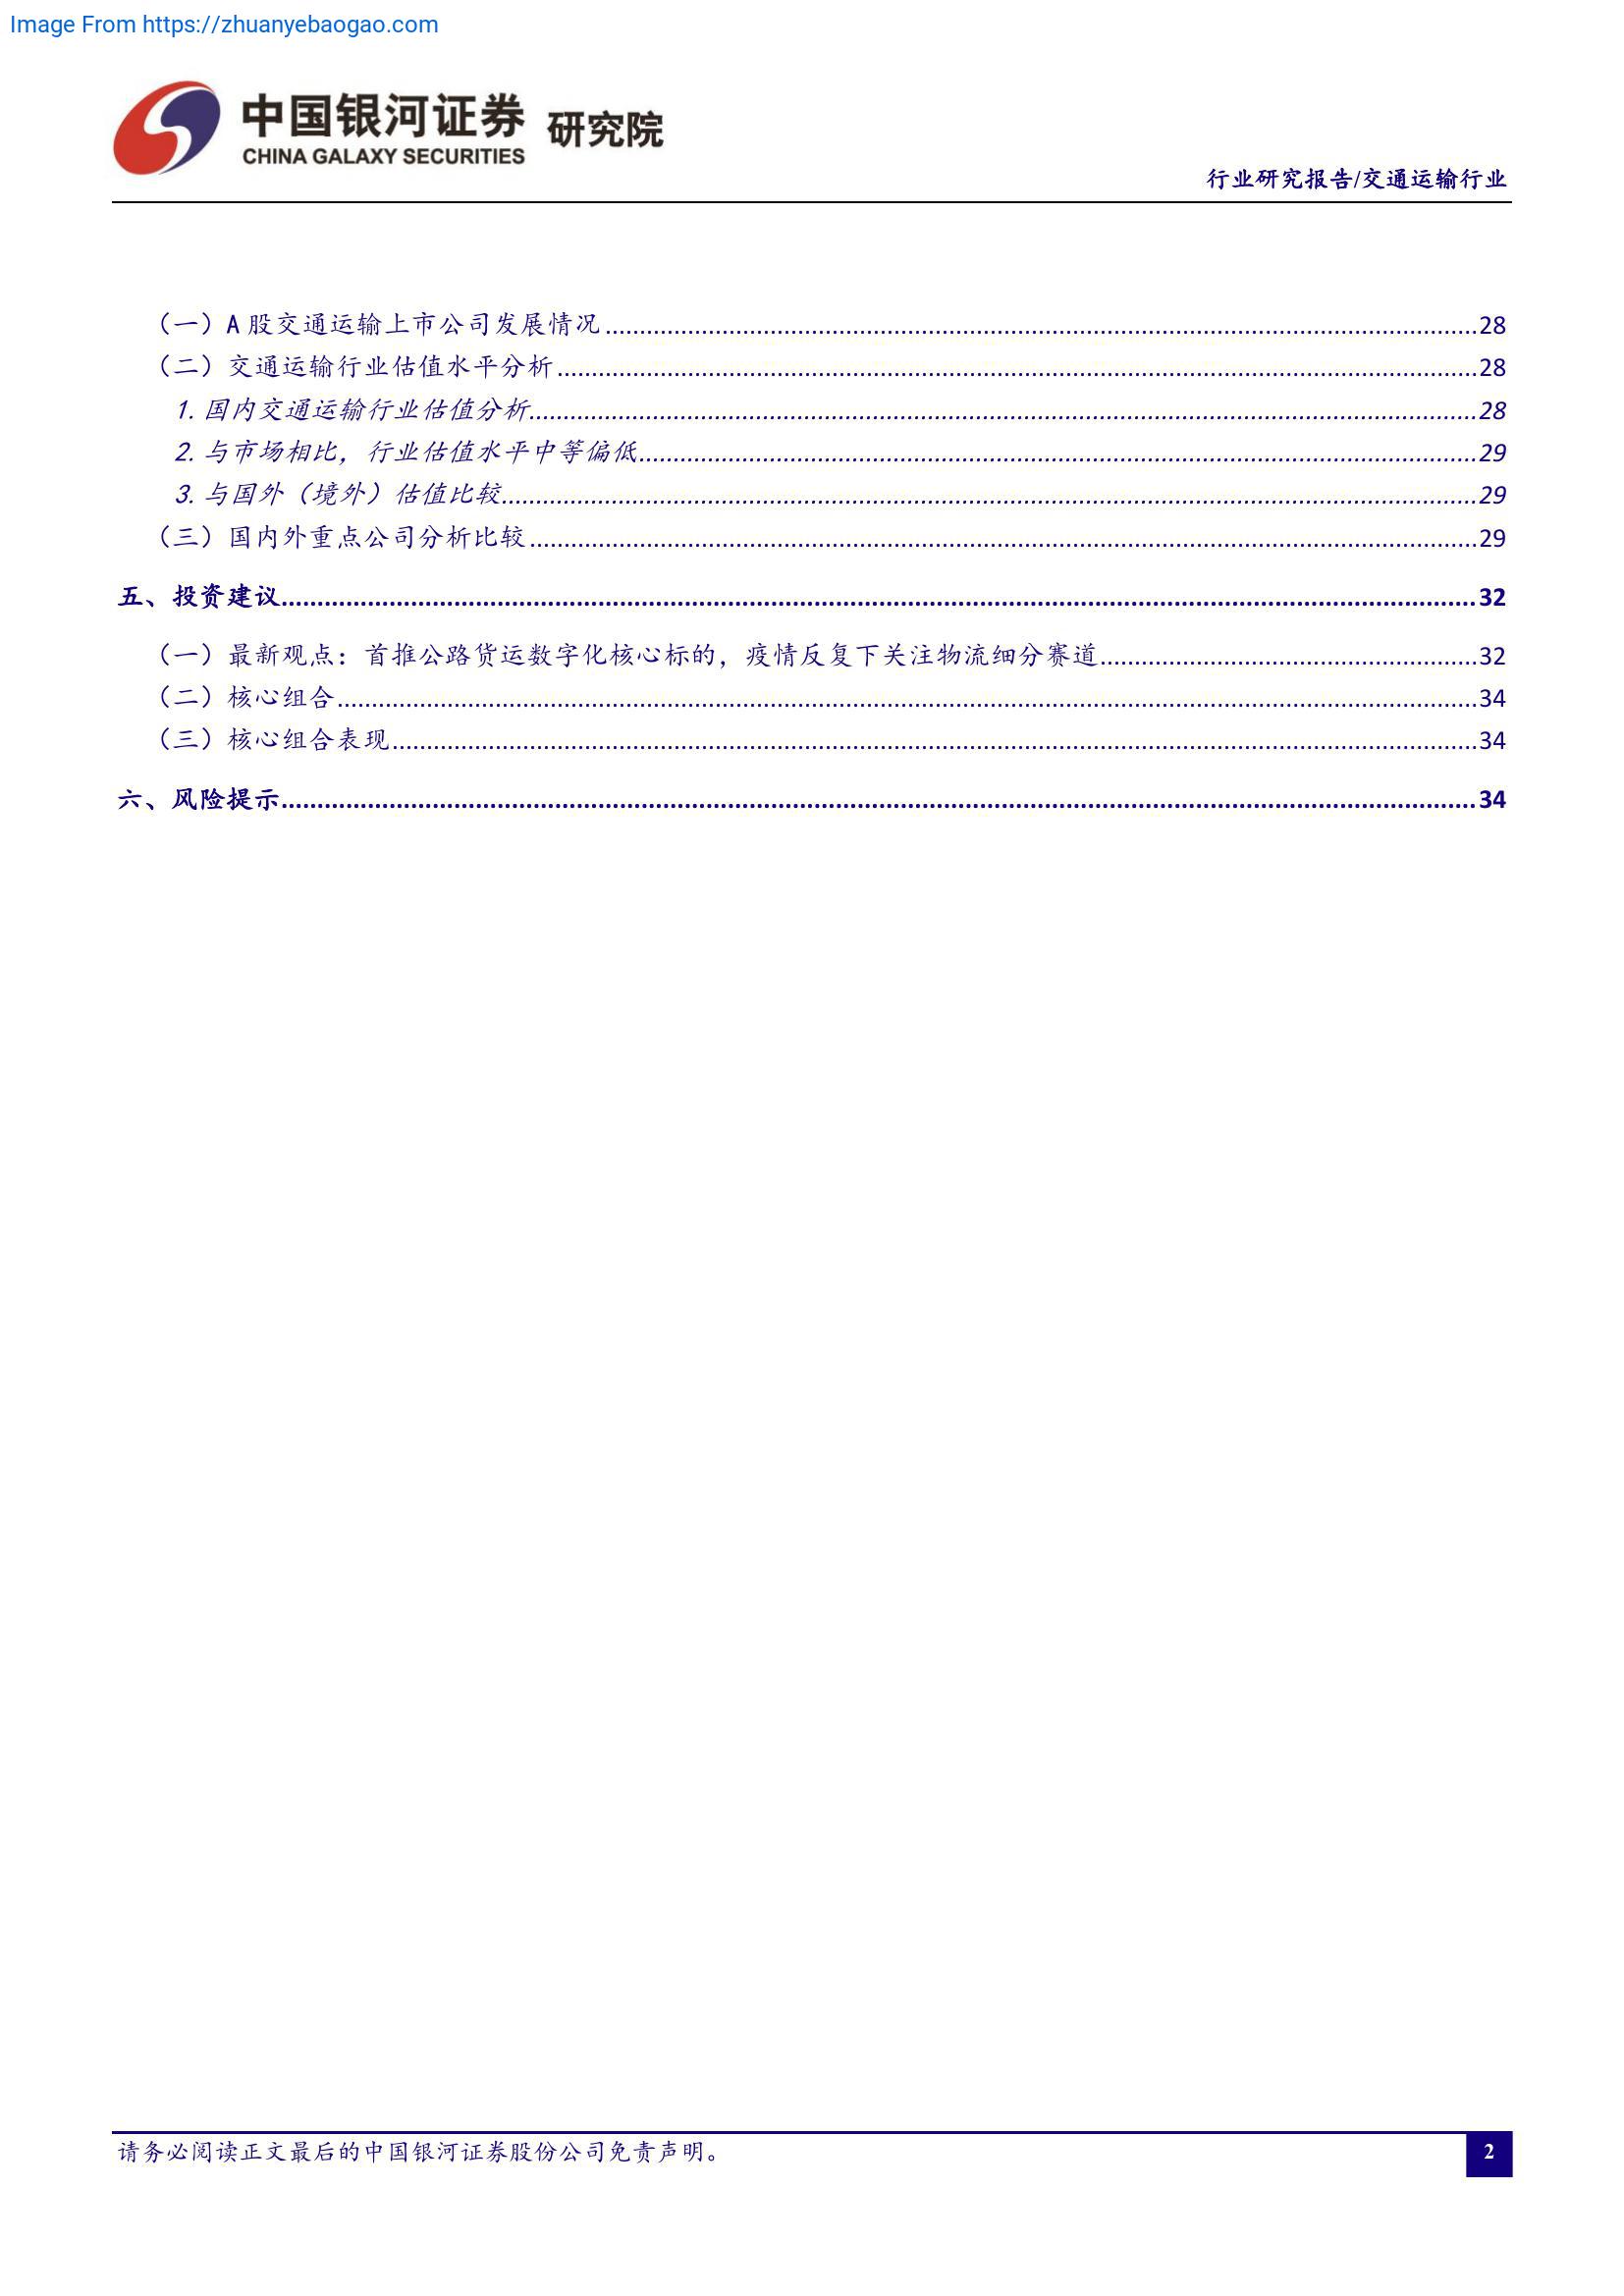 Image From https://zhuanyebaogao.com
中国银河证券 研究院
CHINA GALAXY SECURITIES
行业研究报告/交通运输行业
（一）A 股交通运输上市公司发展情况........28
（二）交通运输行业估值水平分析........28
1. 国内交通运输行业估值分析........28
2. 与市场相比，行业估值水平中等偏低........29
3. 与国外（境外）估值比较........29
（三）国内外重点公司分析比较........29
五、投资建议........32
（一）最新观点：首推公路货运数字化核心标的，疫情反复下关注物流细分赛道........32
（二）核心组合........34
（三）核心组合表现........34
六、风险提示........34
请务必阅读正文最后的中国银河证券股份公司免责声明。
2